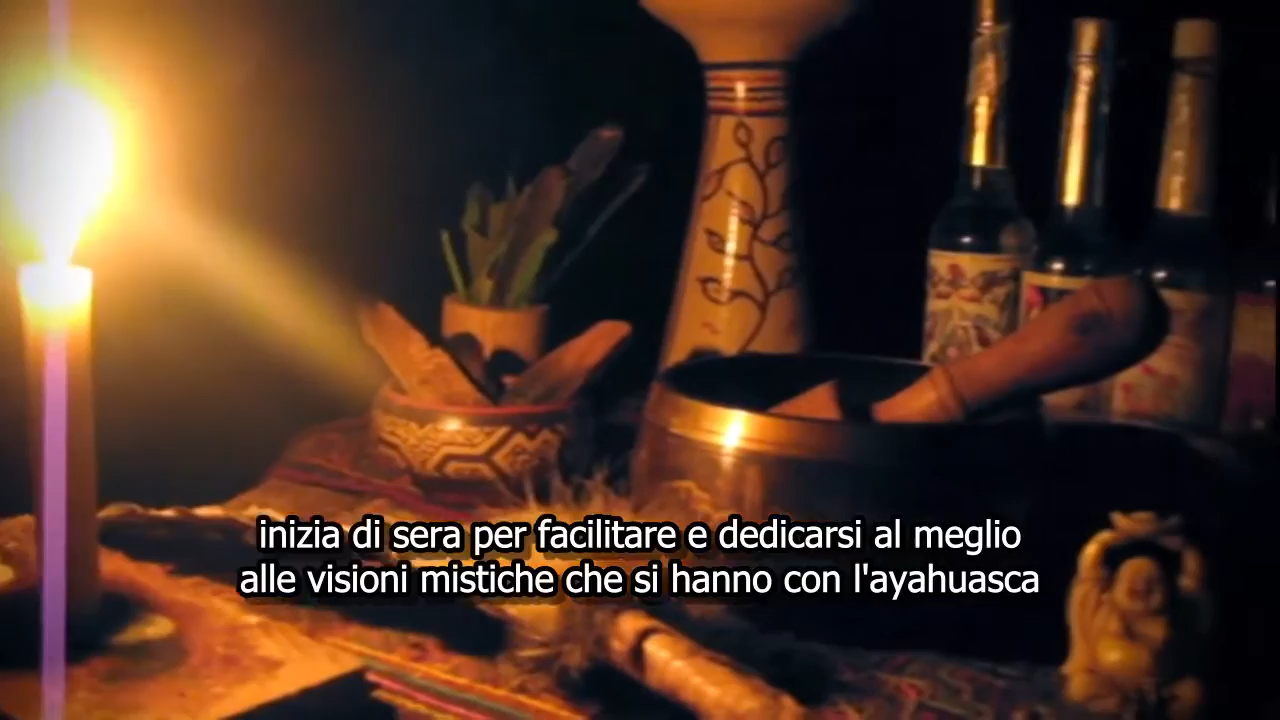 inizia di sera per facilitare e dedicarsi al meglio
alle visioni mistiche che si hanno con l'ayahuasca